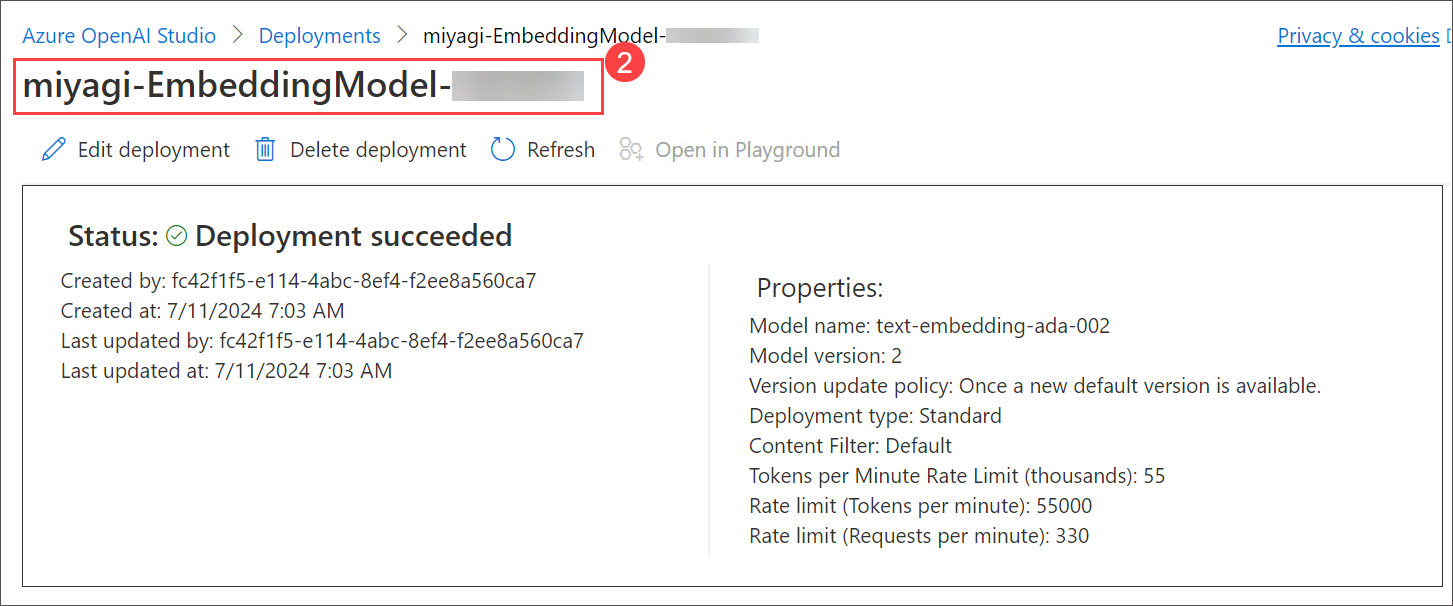 Azure OpenAI Studio > Deployments > miyagi-EmbeddingModel-
Privacy & cookies
miyagi-EmbeddingModel-
2
Edit deployment Delete deployment Refresh Open in Playground
Status: Deployment succeeded
Created by: fc42f1f5-e114-4abc-8ef4-f2ee8a560ca7
Created at: 7/11/2024 7:03 AM
Last updated by: fc42f1f5-e114-4abc-8ef4-f2ee8a560ca7
Last updated at: 7/11/2024 7:03 AM
Properties:
Model name: text-embedding-ada-002
Model version: 2
Version update policy: Once a new default version is available.
Deployment type: Standard
Content Filter: Default
Tokens per Minute Rate Limit (thousands): 55
Rate limit (Tokens per minute): 55000
Rate limit (Requests per minute): 330